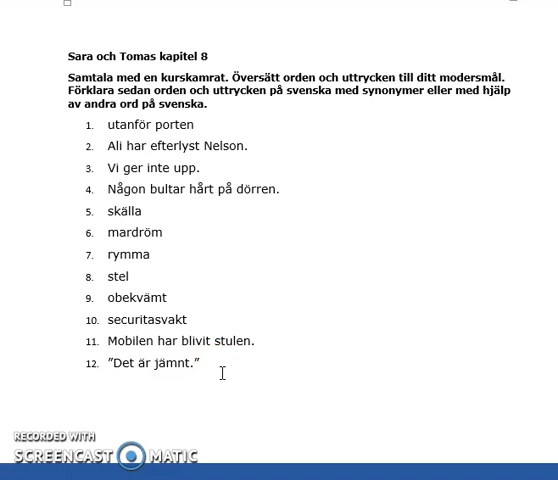 Sara och Tomas kapitel 8
Samtala med en kurskamrat. Översätt orden och uttrycken till ditt modersmål.
Förklara sedan orden och uttrycken på svenska med synonymer eller med hjälp
av andra ord på svenska.
1. utanför porten
2. Ali har efterlyst Nelson.
3. Vi ger inte upp.
4. Någon bultar hårt på dörren.
5. skälla
6. mardröm
7. rymma
8. stel
9. obekvämt
10. securitasvakt
11. Mobilen har blivit stulen.
12. ”Det är jämnt.”
RECORDED WITH
SCREENCAST MATIC